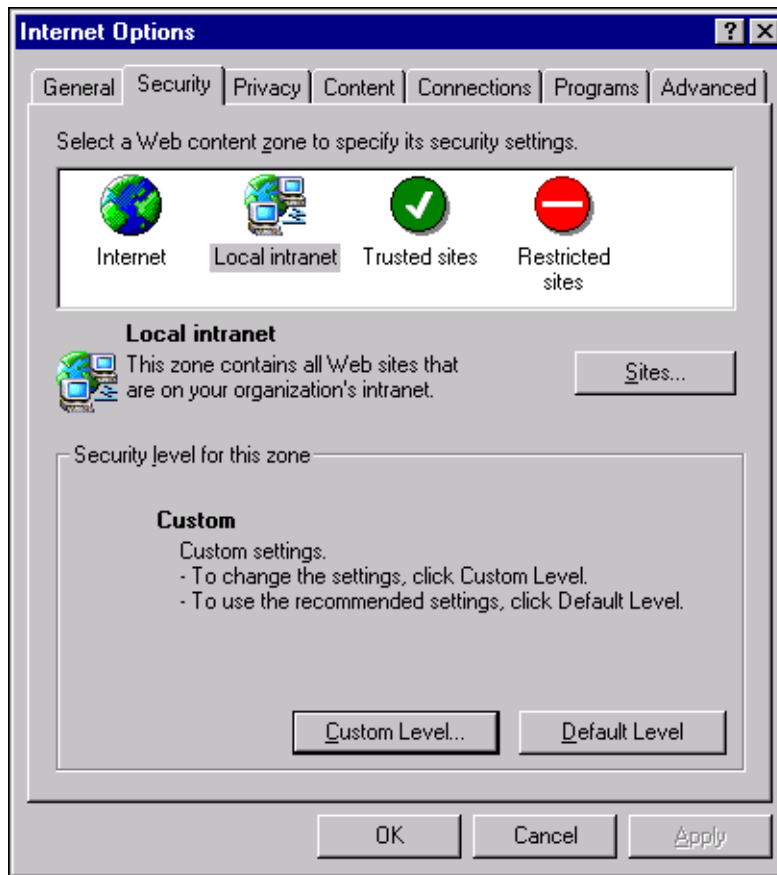 Internet Options
General Security Privacy Content Connections Programs Advanced
Select a Web content zone to specify its security settings.
Internet Local intranet Trusted sites Restricted
sites
Local intranet
This zone contains all Web sites that
are on your organization's intranet.
Sites...
Security level for this zone
Custom
Custom settings.
- To change the settings, click Custom Level.
- To use the recommended settings, click Default Level.
Custom Level... Default Level
OK Cancel Apply